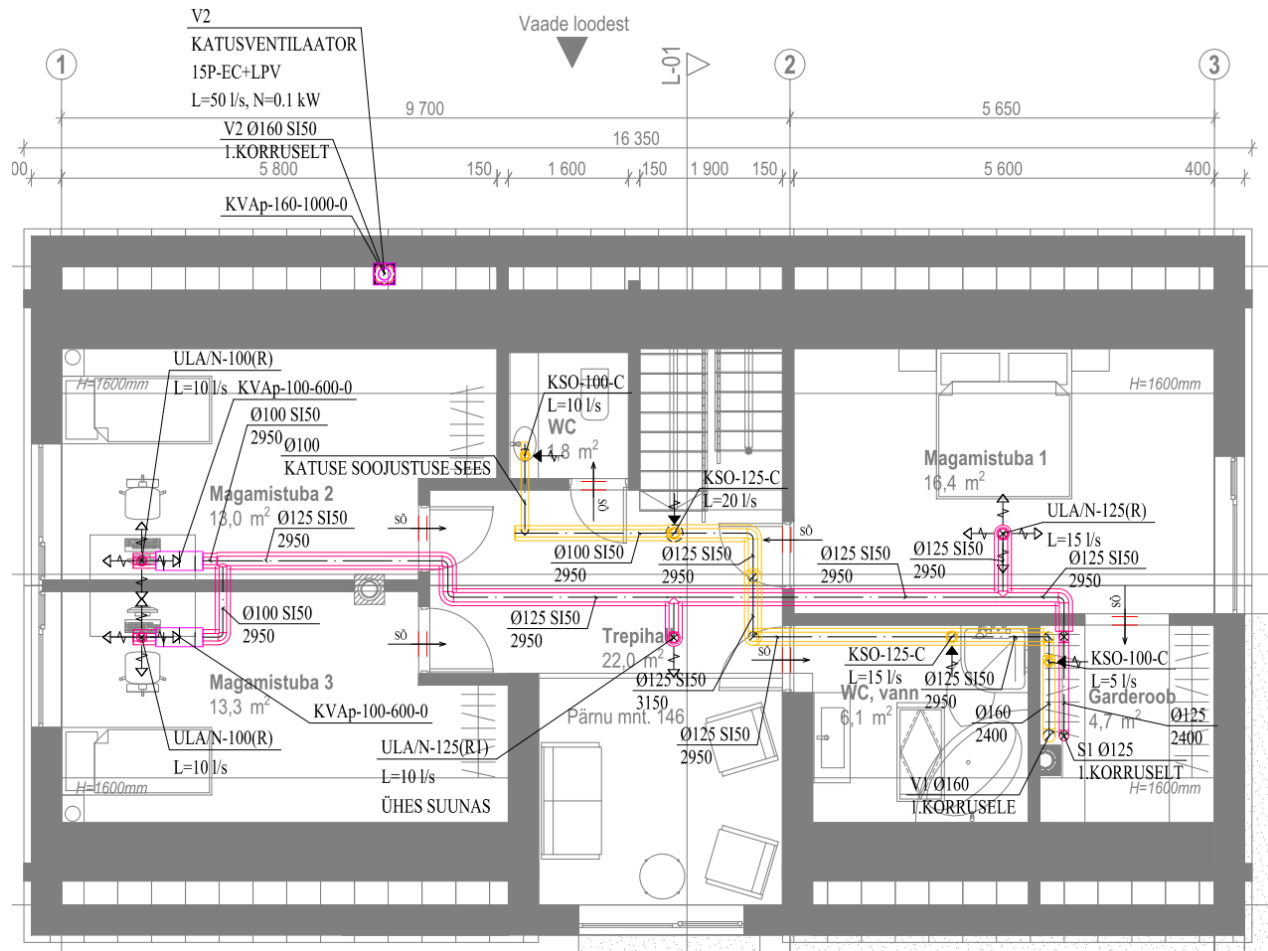 V2
KATUSVENTILAATOR
15P-EC+LPV
L=50 l/s, N=0.1 kW
V2 Ø160 SI50
1.KORRUSELT
KVAp-160-1000-0
Vaade loodest
L-01
1
2
3
9 700
5 650
16 350
00
5 800
150
1 600
150
1 900
150
5 600
400
ULA/N-100(R)
L=10 l/s
KVAp-100-600-0
Ø100 SI50
2950
Ø100
KATUSE SOOJUSTUSE SEES
H=1600mm
KSO-100-C
L=10 l/s
WC
1,8 m²
H=1600mm
Magamistuba 1
16,4 m²
KSO-125-C
L=20 l/s
Magamistuba 2
13,0 m²
Ø125 SI50
2950
SÕ
SÕ
SÕ
ULA/N-125(R)
L=15 l/s
Ø100 SI50
2950
Ø125 SI50
2950
Ø125 SI50
2950
Ø125 SI50
2950
Ø125 SI50
2950
Ø100 SI50
2950
Ø125 SI50
2950
SÕ
SÕ
SÕ
Trepiha
22,0 m²
Ø125 SI50
3150
Magamistuba 3
13,3 m²
KVAp-100-600-0
Pärnu mnt. 146
Ø125 SI50
2950
KSO-125-C
L=15 l/s
WC, vann
6,1 m²
Ø125 SI50
2950
KSO-100-C
L=5 l/s
Garderoob
4,7 m²
Ø160
2400
Ø125
2400
ULA/N-100(R)
L=10 l/s
ULA/N-125(R1)
L=10 l/s
ÜHES SUUNAS
S1 Ø125
1.KORRUSELT
V1 Ø160
1.KORRUSELE
H=1600mm
H=1600mm